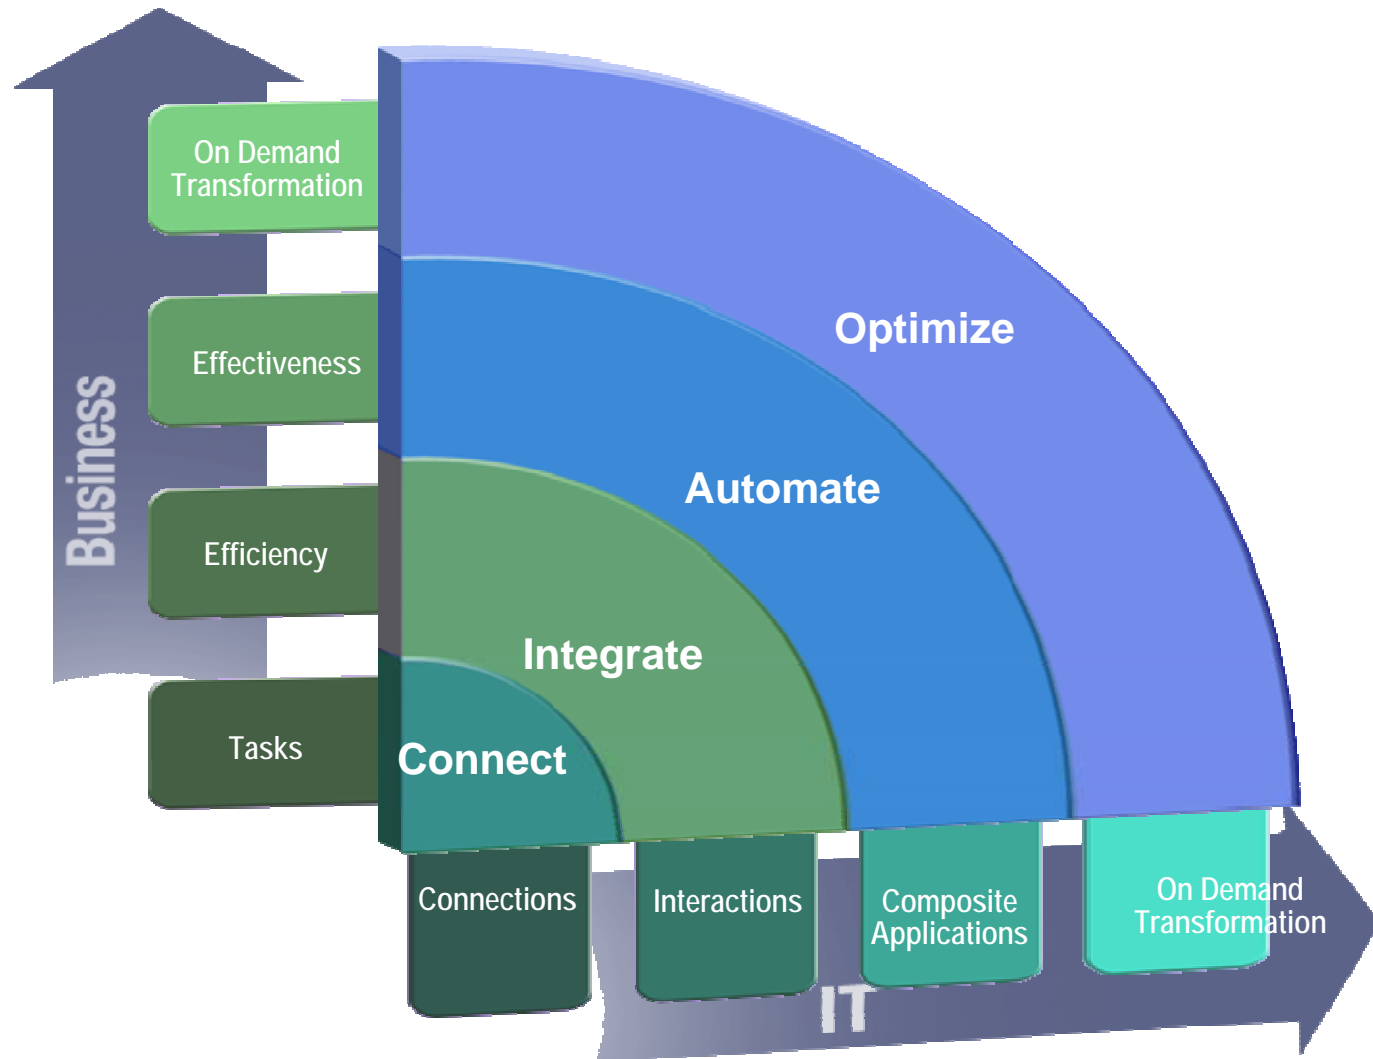 On Demand
Transformation
Effectiveness
Business
Efficiency
Tasks
Optimize
Automate
Integrate
Connect
Connections
Interactions
Composite
Applications
On Demand
Transformation
IT